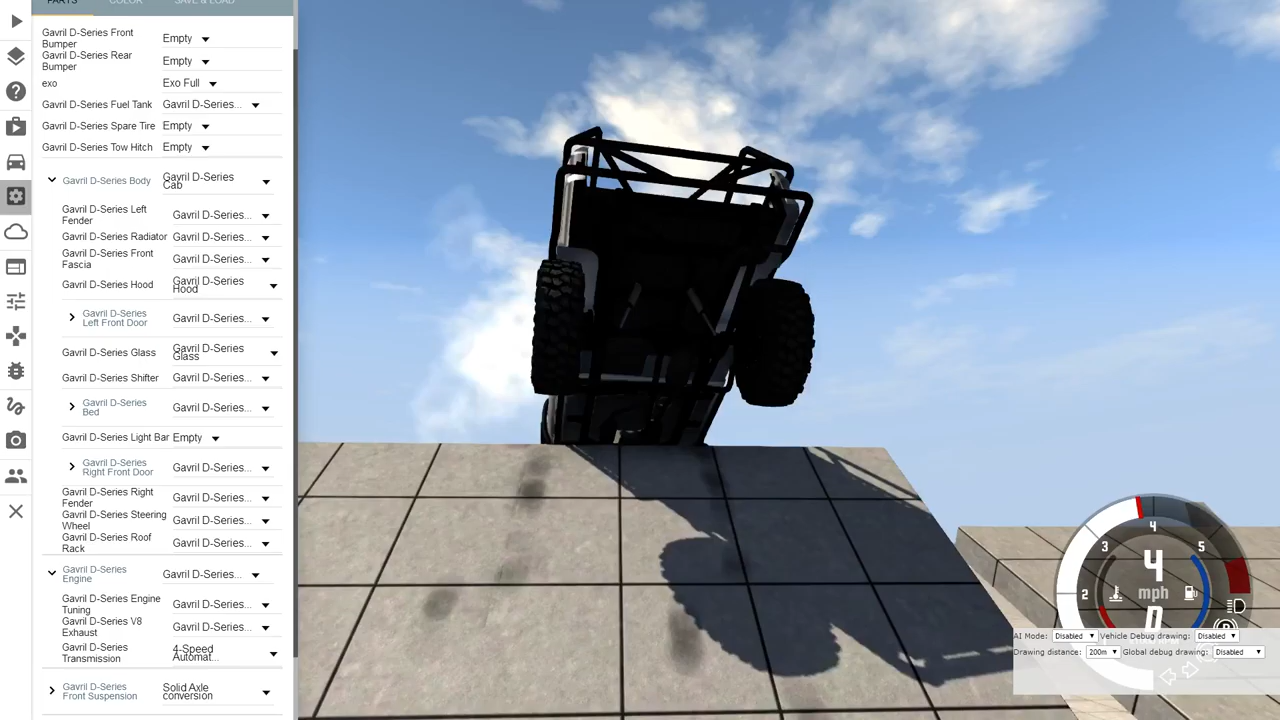 PARTS COLOR SAVE & LOAD
Gavril D-Series Front
Bumper
Empty
Gavril D-Series Rear
Bumper
Empty
exo
Exo Full
Gavril D-Series Fuel Tank
Gavril D-Series...
Gavril D-Series Spare Tire
Empty
Gavril D-Series Tow Hitch
Empty
Gavril D-Series Body
Gavril D-Series
Cab
Gavril D-Series Left
Fender
Gavril D-Series...
Gavril D-Series Radiator
Gavril D-Series...
Gavril D-Series Front
Fascia
Gavril D-Series...
Gavril D-Series Hood
Gavril D-Series
Hood
Gavril D-Series
Left Front Door
Gavril D-Series...
Gavril D-Series Glass
Gavril D-Series
Glass
Gavril D-Series Shifter
Gavril D-Series...
Gavril D-Series
Bed
Gavril D-Series...
Gavril D-Series Light Bar
Empty
Gavril D-Series
Right Front Door
Gavril D-Series...
Gavril D-Series Right
Fender
Gavril D-Series...
Gavril D-Series Steering
Wheel
Gavril D-Series...
Gavril D-Series Roof
Rack
Gavril D-Series...
Gavril D-Series
Engine
Gavril D-Series...
Gavril D-Series Engine
Tuning
Gavril D-Series...
Gavril D-Series V8
Exhaust
Gavril D-Series...
Gavril D-Series
Transmission
4-Speed
Automat...
Gavril D-Series
Front Suspension
Solid Axle
conversion
2 3 4 5
4
mph
D
AI Mode: Disabled Vehicle Debug drawing: Disabled
Drawing distance: 200m Global debug drawing: Disabled